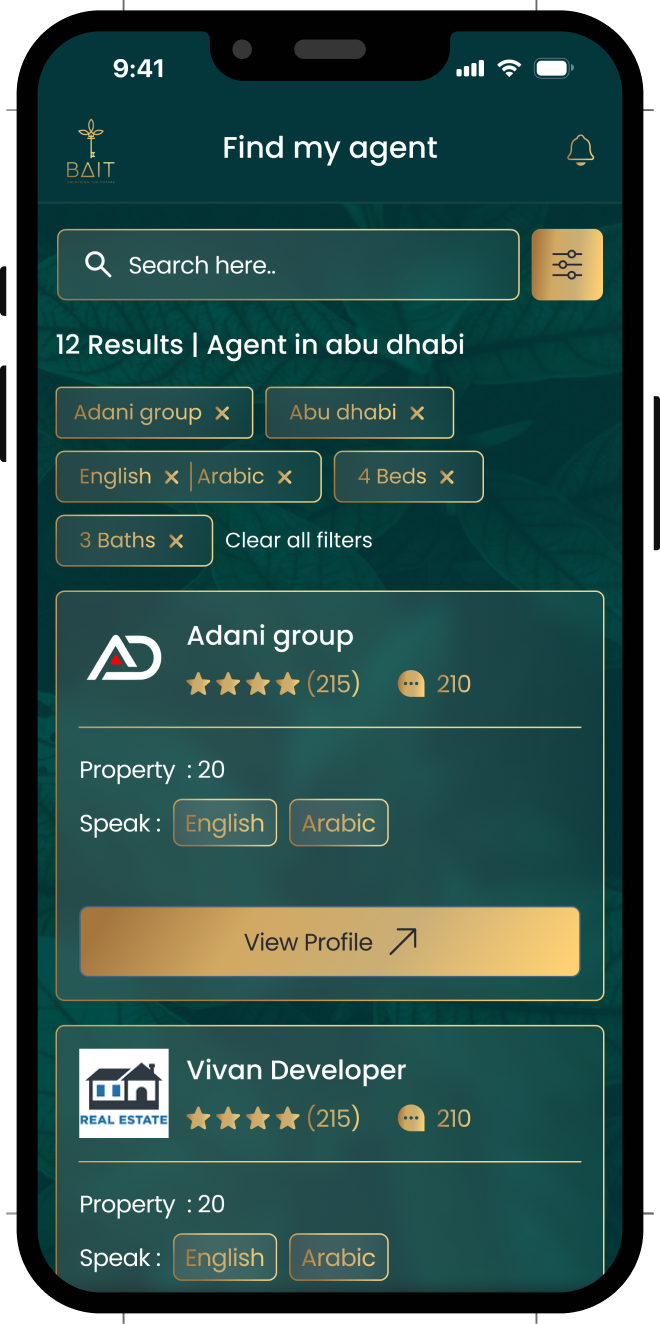 9:41
BAIT
Find my agent
Search here..
12 Results | Agent in abu dhabi
Adani group
Abu dhabi
English | Arabic
4 Beds
3 Baths
Clear all filters
Adani group
(215)
210
Property : 20
Speak : English Arabic
View Profile
Vivan Developer
REAL ESTATE
(215)
210
Property : 20
Speak : English Arabic